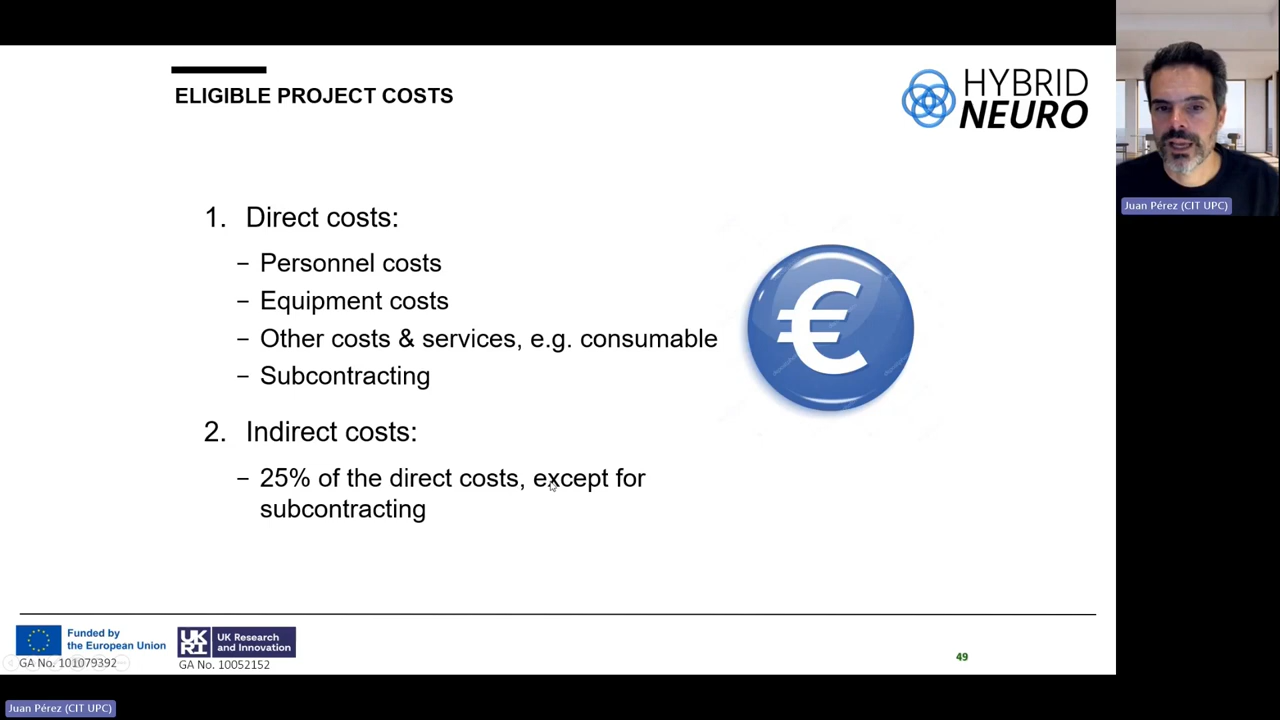 ELIGIBLE PROJECT COSTS
HYBRID
NEURO
1. Direct costs:
− Personnel costs
− Equipment costs
− Other costs & services, e.g. consumable
− Subcontracting
2. Indirect costs:
− 25% of the direct costs, except for
subcontracting
€
Funded by
the European Union
GA No. 101079392
UKRI
UK Research
and Innovation
GA No. 10052152
49
Juan Pérez (CIT UPC)
Juan Pérez (CIT UPC)